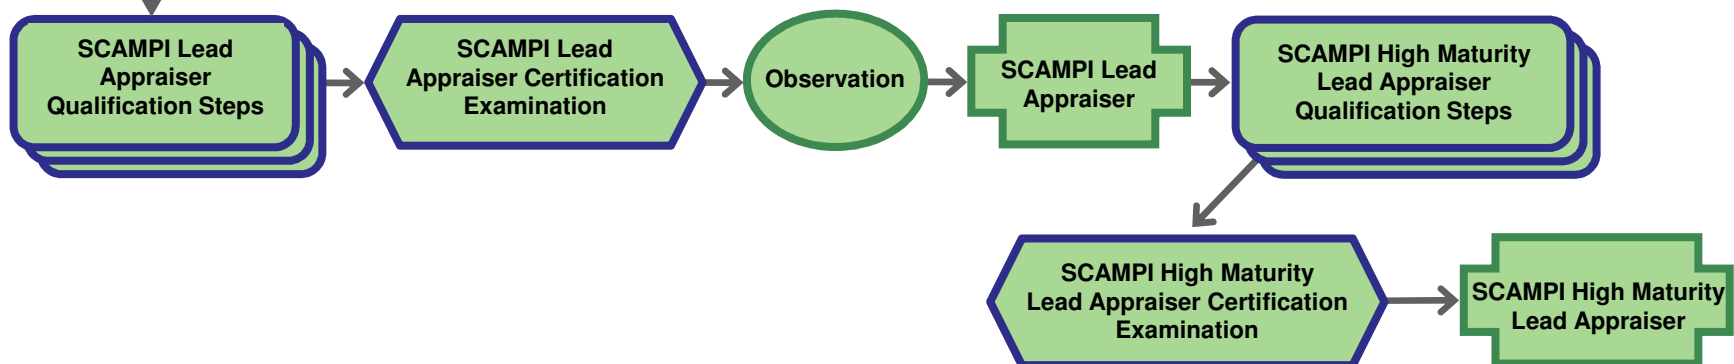 SCAMPI Lead
Appraiser
Qualification Steps
SCAMPI Lead
Appraiser Certification
Examination
Observation
SCAMPI Lead
Appraiser
SCAMPI High Maturity
Lead Appraiser
Qualification Steps
SCAMPI High Maturity
Lead Appraiser Certification
Examination
SCAMPI High Maturity
Lead Appraiser